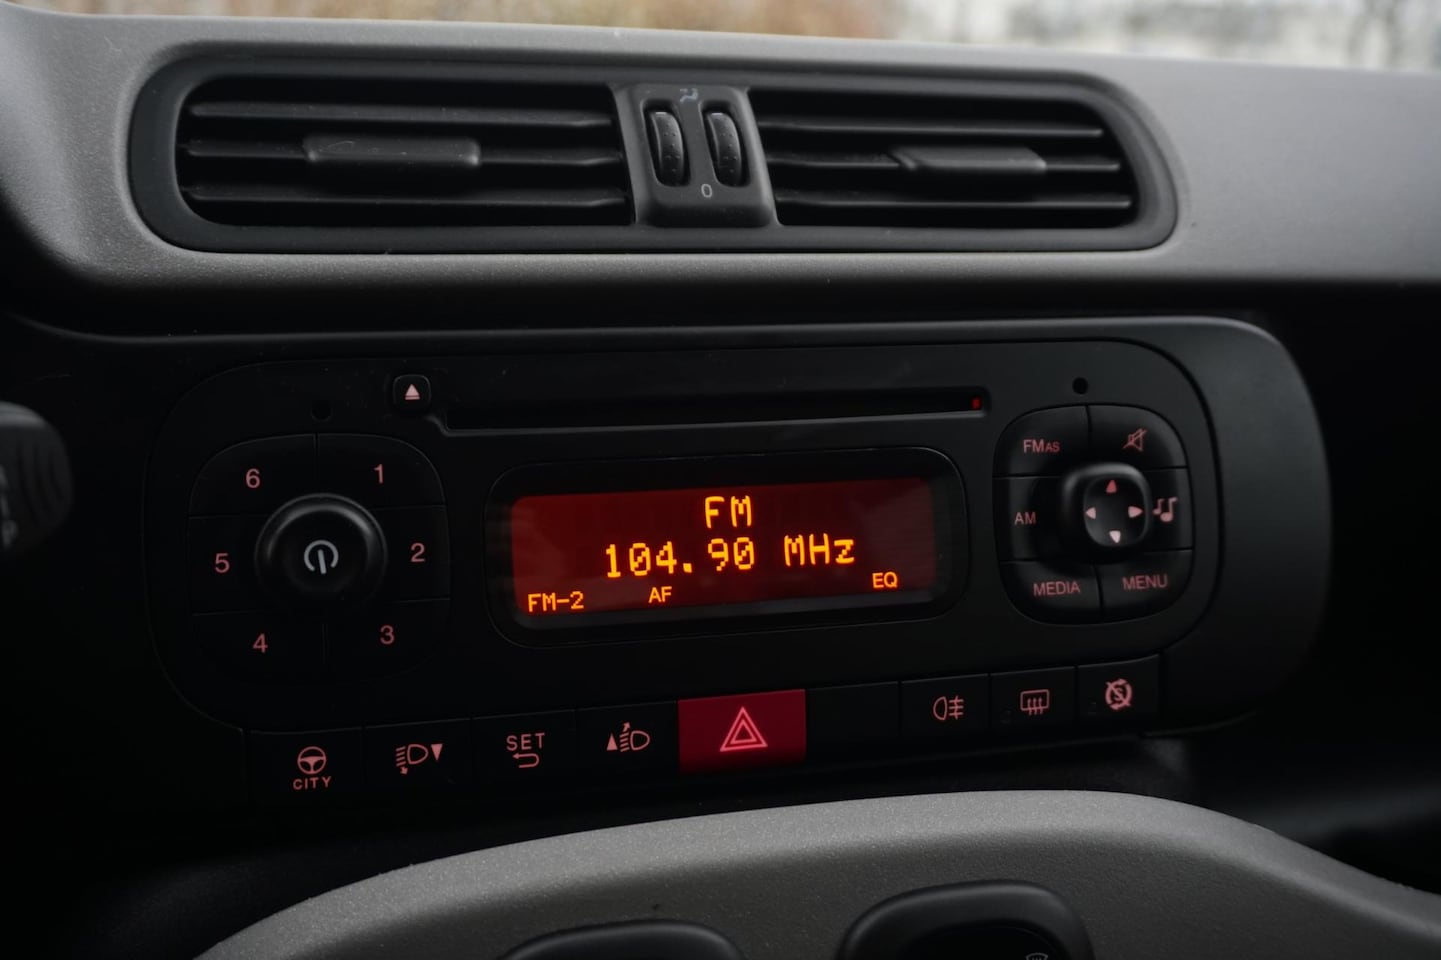 0
6 1
FMAS
FM
5 2
104.90 MHz
AM
FM-2 AF EQ
MEDIA MENU
4 3
SET
CITY